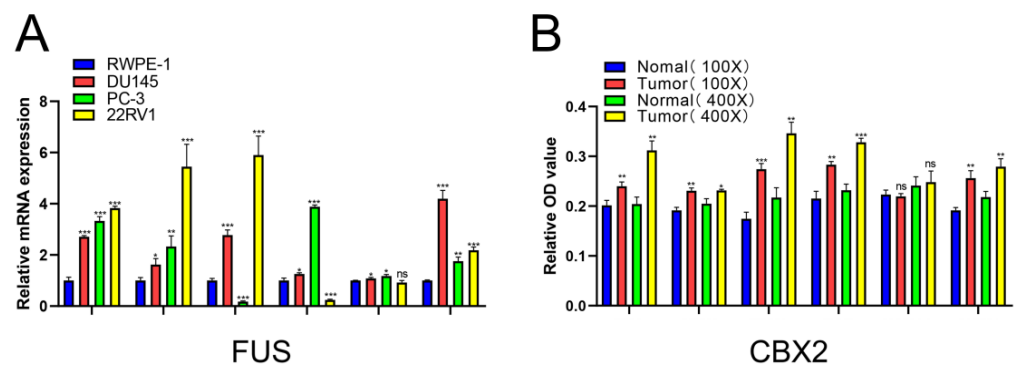 A
RWPE-1
DU145
PC-3
22RV1
Relative mRNA expression
8
6
4
2
0
***
***
***
*
**
***
***
***
***
*
***
***
*
*
ns
***
**
***
FUS
B
Nomal( 100X)
Tumor( 100X)
Normal( 400X)
Tumor( 400X)
Relative OD value
0.4
0.3
0.2
0.1
0.0
**
**
**
*
***
**
**
***
ns
ns
**
**
CBX2